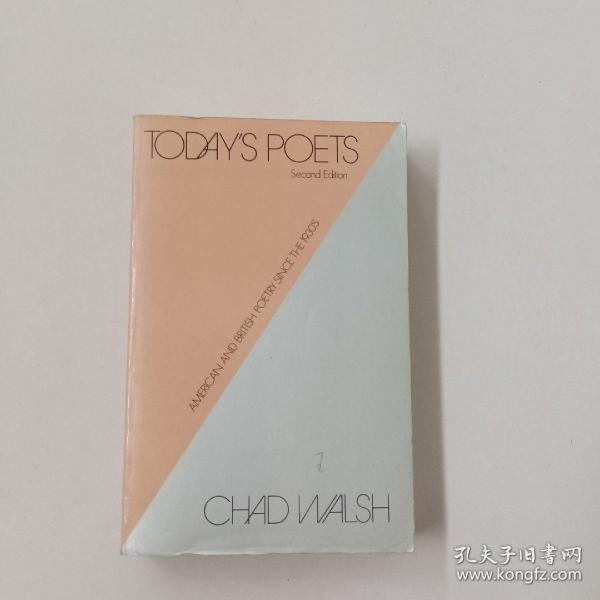 TODAY'S POETS
Second Edition
AMERICAN AND BRITISH POETRY SINCE THE 1930'S
CHAD WALSH
孔夫子旧书网
www.kongfz.com